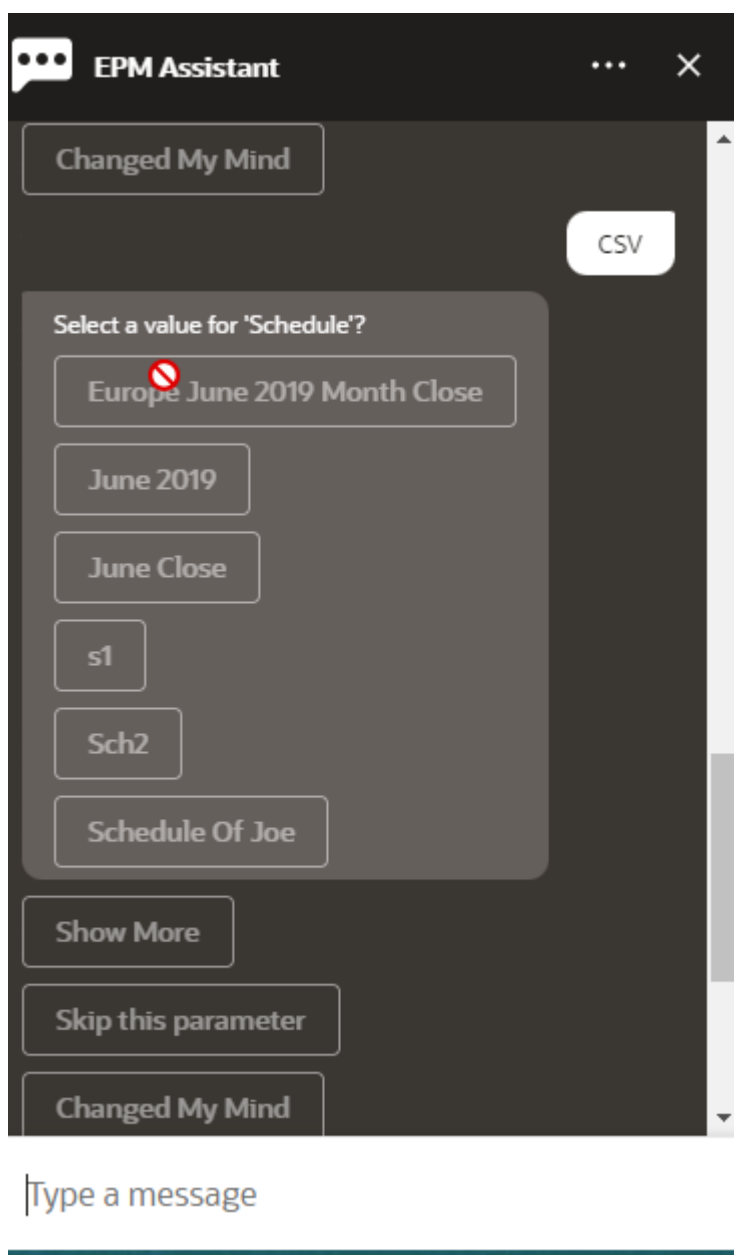 EPM Assistant
Changed My Mind
CSV
Select a value for 'Schedule'?
Europe June 2019 Month Close
June 2019
June Close
s1
Sch2
Schedule Of Joe
Show More
Skip this parameter
Changed My Mind
Type a message